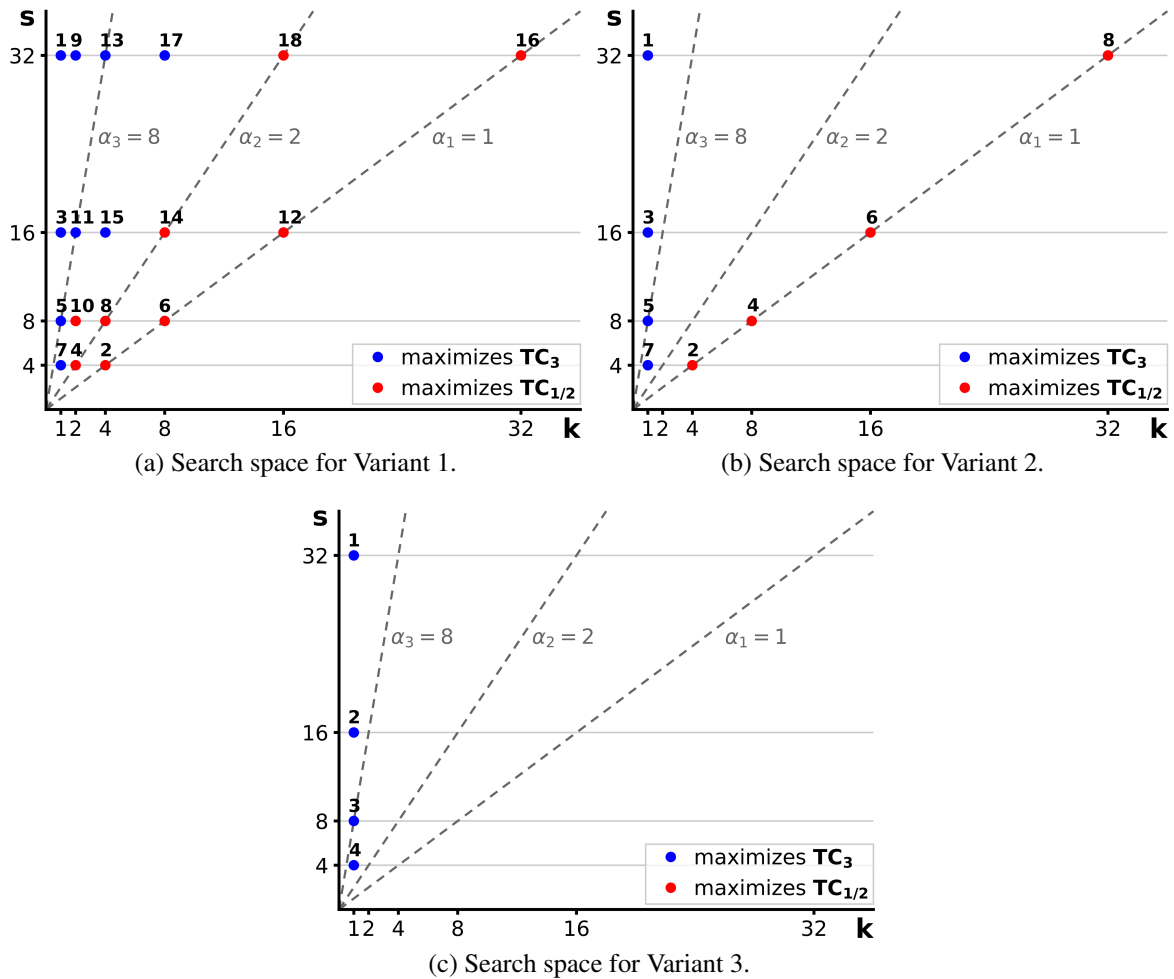 s
1 9 13 17 18 16
32
α₃ = 8 α₂ = 2 α₁ = 1
3 11 15 14 12
16
5 10 8 6
8
7 4 2
4
maximizes TC₃
maximizes TC₁/₂
1 2 4 8 16 32 k
(a) Search space for Variant 1.
s
1 8
32
α₃ = 8 α₂ = 2 α₁ = 1
3 6
16
5 4
8
7 2
4
maximizes TC₃
maximizes TC₁/₂
1 2 4 8 16 32 k
(b) Search space for Variant 2.
s
1
32
α₃ = 8 α₂ = 2 α₁ = 1
2
16
3
8
4
4
maximizes TC₃
maximizes TC₁/₂
1 2 4 8 16 32 k
(c) Search space for Variant 3.